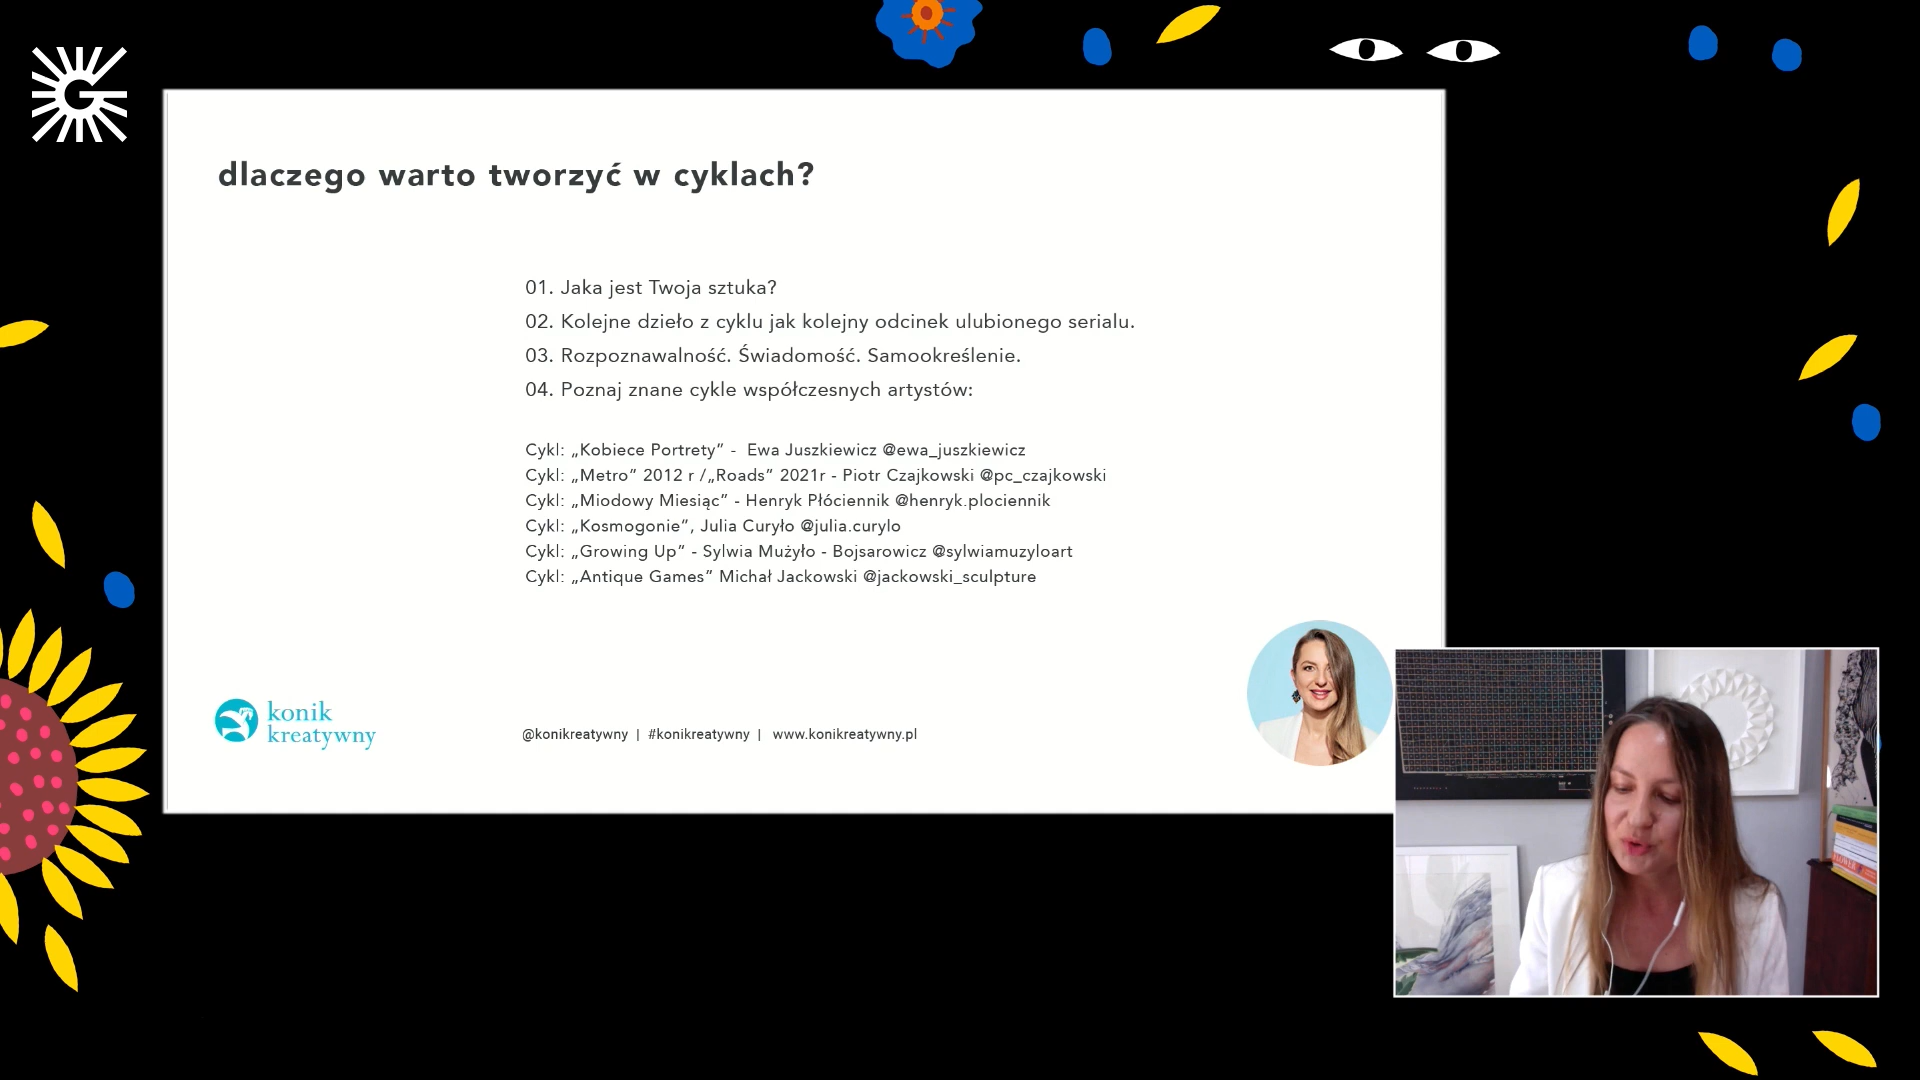 dlaczego warto tworzyć w cyklach?
01. Jaka jest Twoja sztuka?
02. Kolejne dzieło z cyklu jak kolejny odcinek ulubionego serialu.
03. Rozpoznawalność. Świadomość. Samookreślenie.
04. Poznaj znane cykle współczesnych artystów:
Cykl: „Kobiece Portrety” - Ewa Juszkiewicz @ewa_juszkiewicz
Cykl: „Metro” 2012 r /„Roads” 2021r - Piotr Czajkowski @pc_czajkowski
Cykl: „Miodowy Miesiąc” - Henryk Płóciennik @henryk.plociennik
Cykl: „Kosmogonie”, Julia Curyło @julia.curylo
Cykl: „Growing Up” - Sylwia Mużyło - Bojsarowicz @sylwiamuzyloart
Cykl: „Antique Games” Michał Jackowski @jackowski_sculpture
konik
kreatywny
@konikreatywny | #konikreatywny | www.konikreatywny.pl